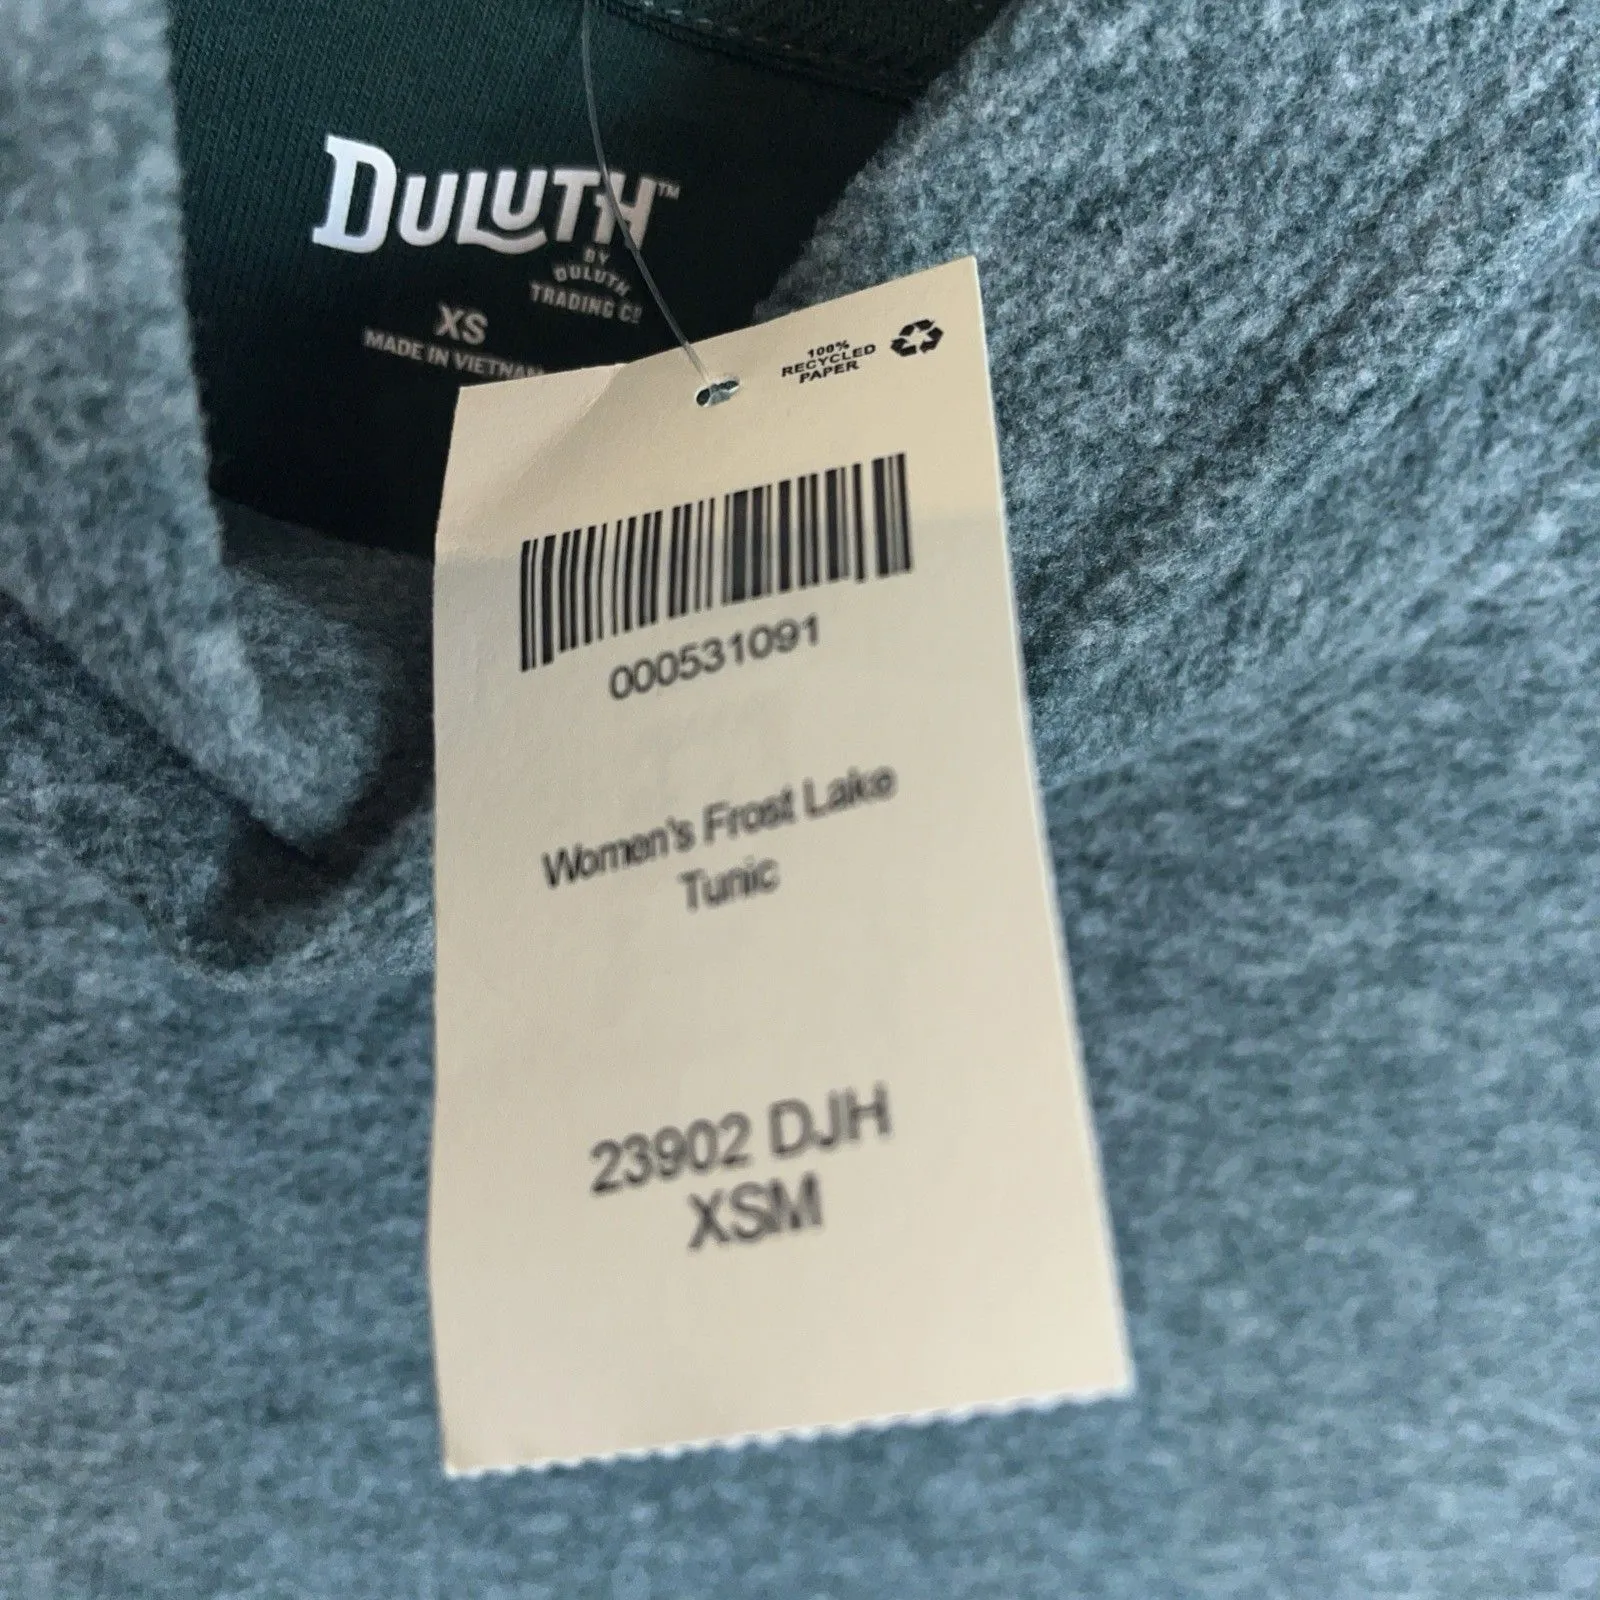 DULUTH™
BY
DULUTH
TRADING CO
XS
MADE IN VIETNAM
100%
RECYCLED
PAPER
000531091
Women's Frost Lake
Tunic
23902 DJH
XSM